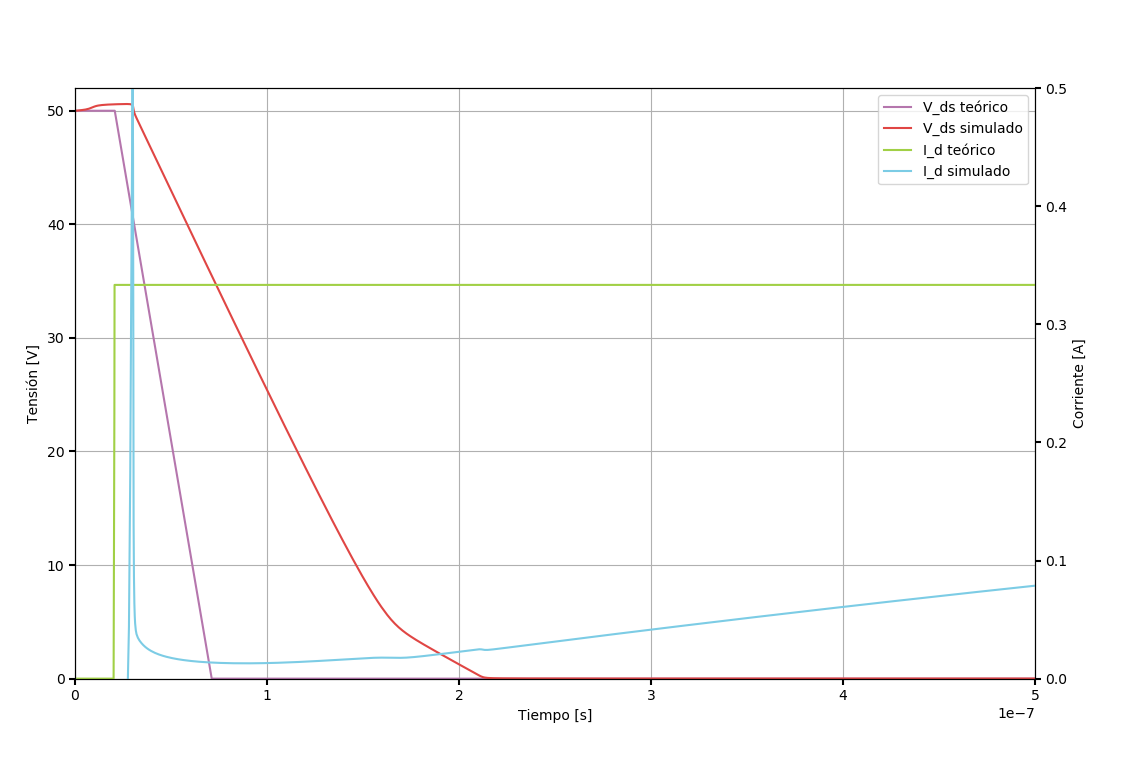 50
40
30
20
10
0
Tensión [V]
0.5
0.4
0.3
0.2
0.1
0.0
Corriente [A]
V_ds teórico
V_ds simulado
I_d teórico
I_d simulado
0 1 2 3 4 5
1e−7
Tiempo [s]